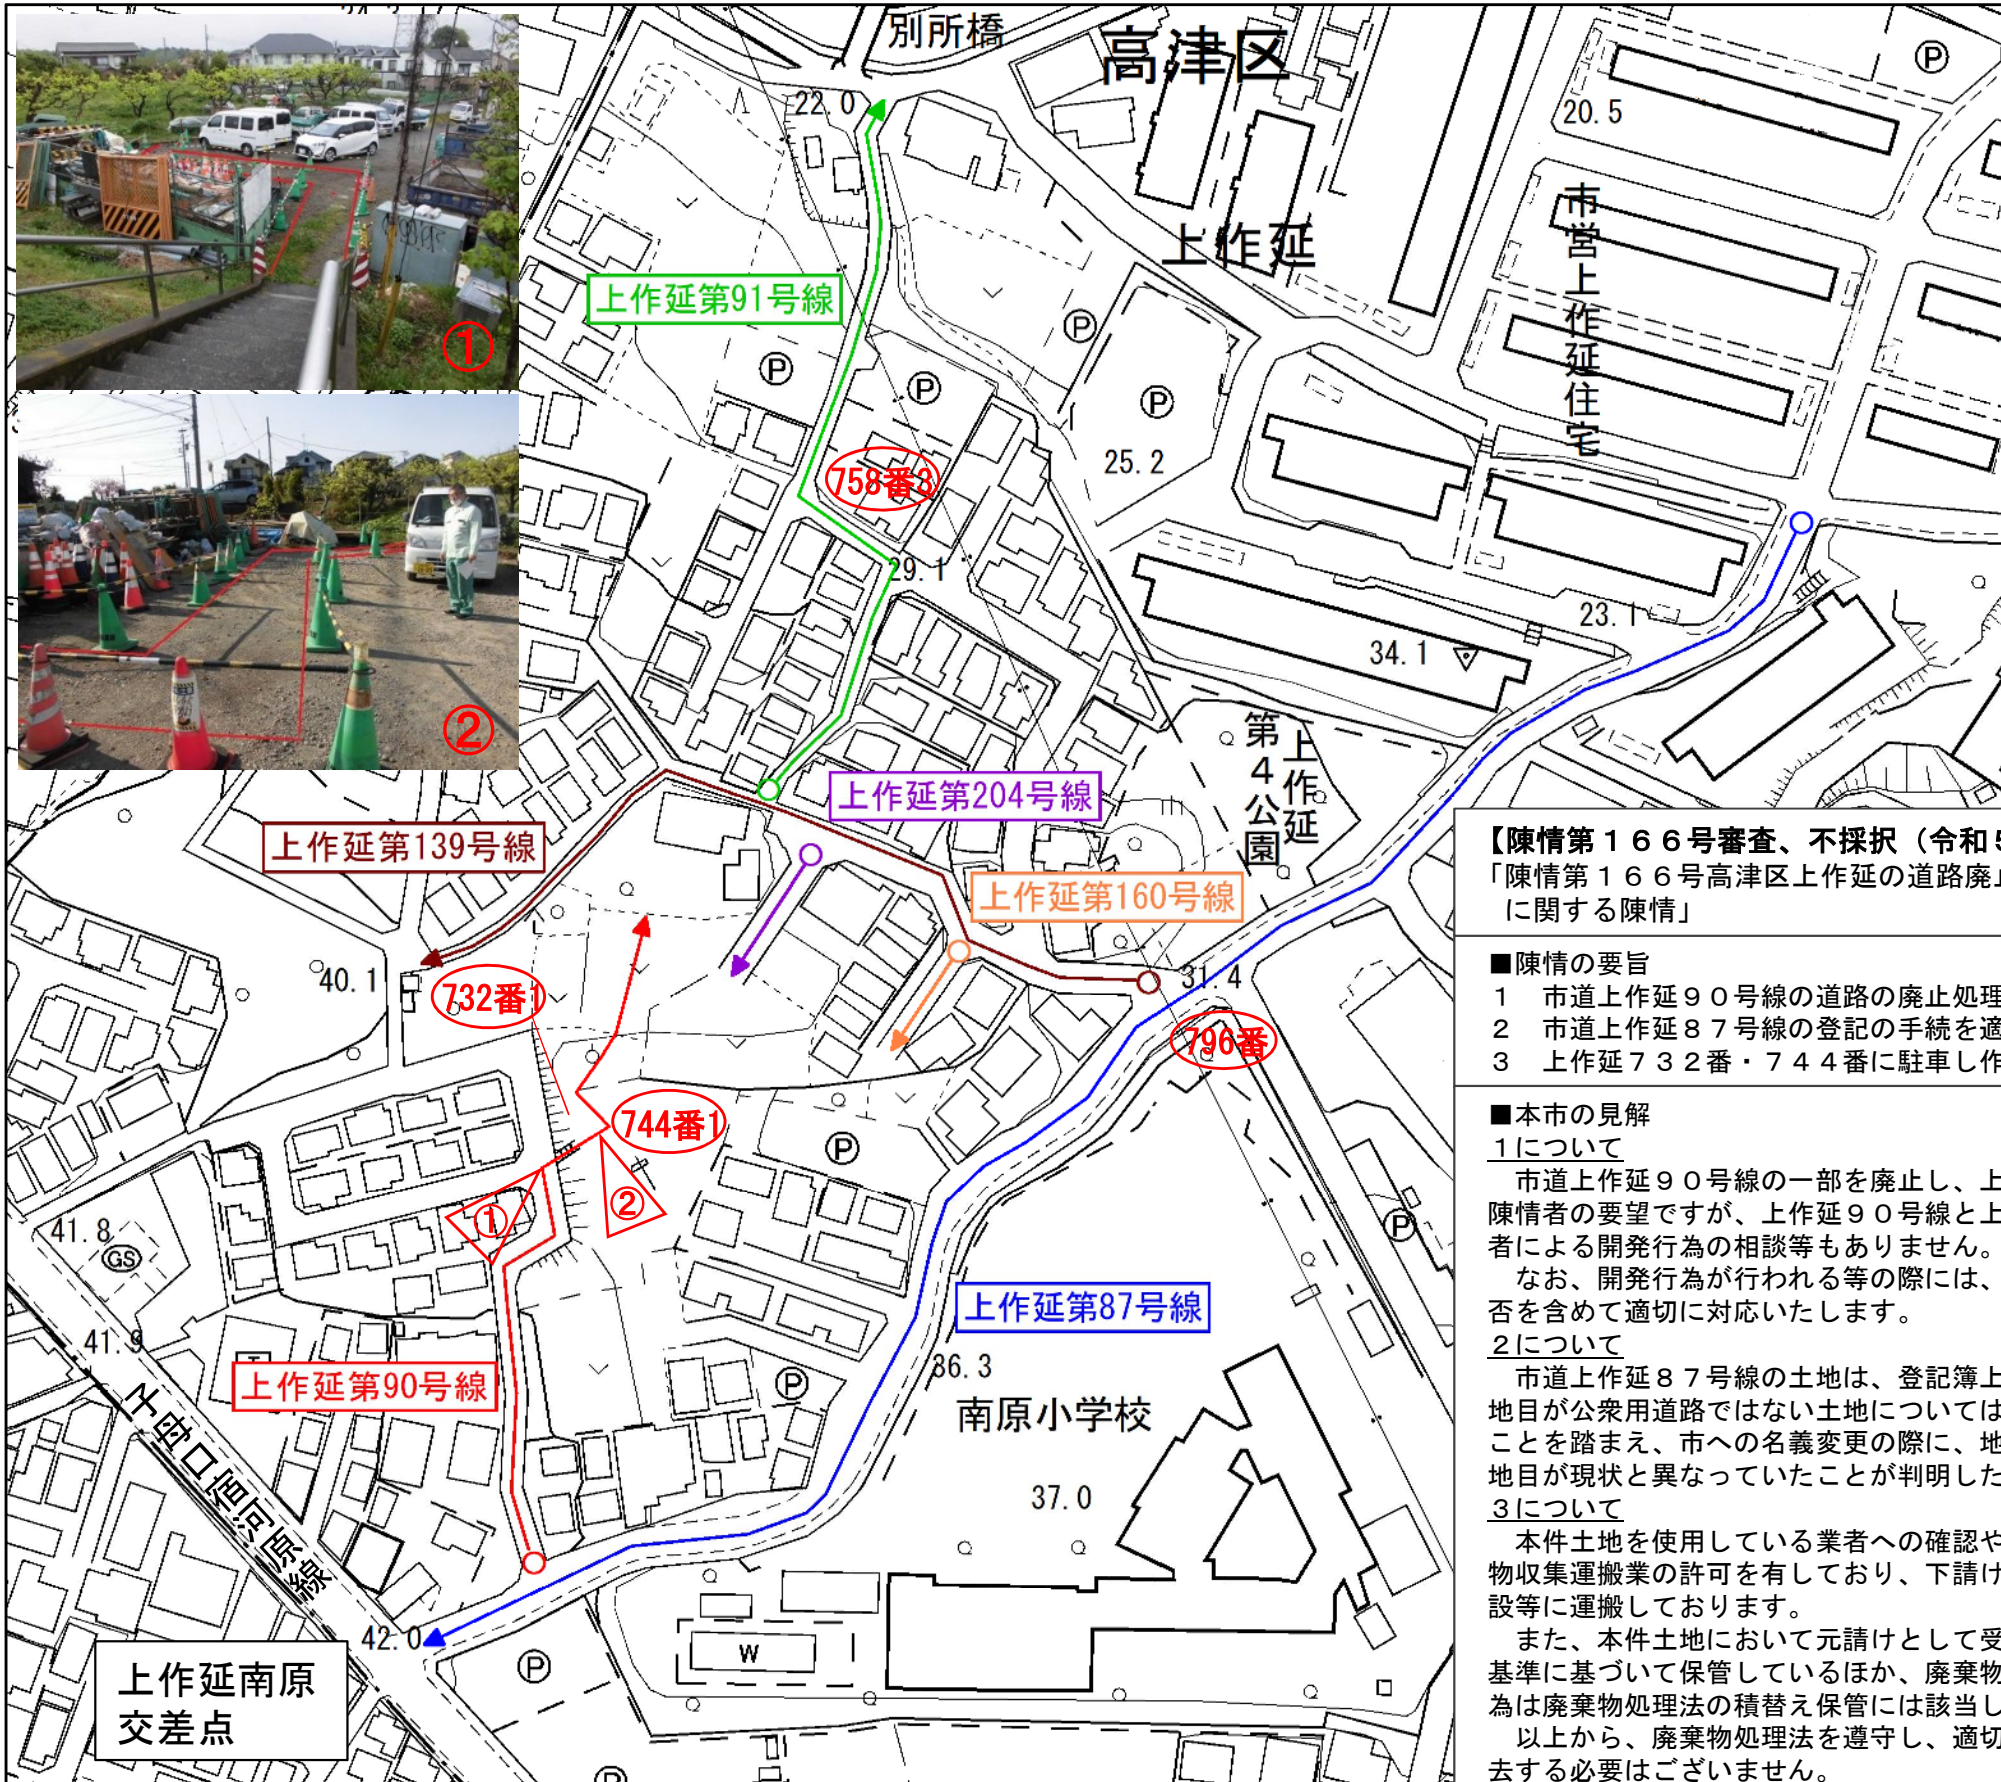 別所橋
高津区
22.0
20.5
Ⓟ
市営上作延住宅
上作延
上作延第91号線
①
Ⓟ
Ⓟ
Ⓟ
Ⓟ
25.2
758番3
29.1
23.1
34.1
②
上作延
第4公園
上作延第204号線
上作延第139号線
上作延第160号線
40.1
732番1
31.4
796番
744番1
Ⓟ
①
②
Ⓟ
41.8
GS
41.9
上作延第87号線
36.3
上作延第90号線
Ⓟ
南原小学校
子母口宿河原線
37.0
42.0
W
Ⓟ
Ⓟ
上作延南原
交差点
【陳情第１６６号審査、不採択（令和５
「陳情第１６６号高津区上作延の道路廃止
に関する陳情」
■陳情の要旨
１　市道上作延９０号線の道路の廃止処理
２　市道上作延８７号線の登記の手続を適
３　上作延７３２番・７４４番に駐車し作
■本市の見解
１について
　市道上作延９０号線の一部を廃止し、上
陳情者の要望ですが、上作延９０号線と上
者による開発行為の相談等もありません。
　なお、開発行為が行われる等の際には、
否を含めて適切に対応いたします。
２について
　市道上作延８７号線の土地は、登記簿上
地目が公衆用道路ではない土地については
ことを踏まえ、市への名義変更の際に、地
地目が現状と異なっていたことが判明した
３について
　本件土地を使用している業者への確認や
物収集運搬業の許可を有しており、下請け
設等に運搬しております。
　また、本件土地において元請けとして受
基準に基づいて保管しているほか、廃棄物
為は廃棄物処理法の積替え保管には該当し
　以上から、廃棄物処理法を遵守し、適切
去する必要はございません。